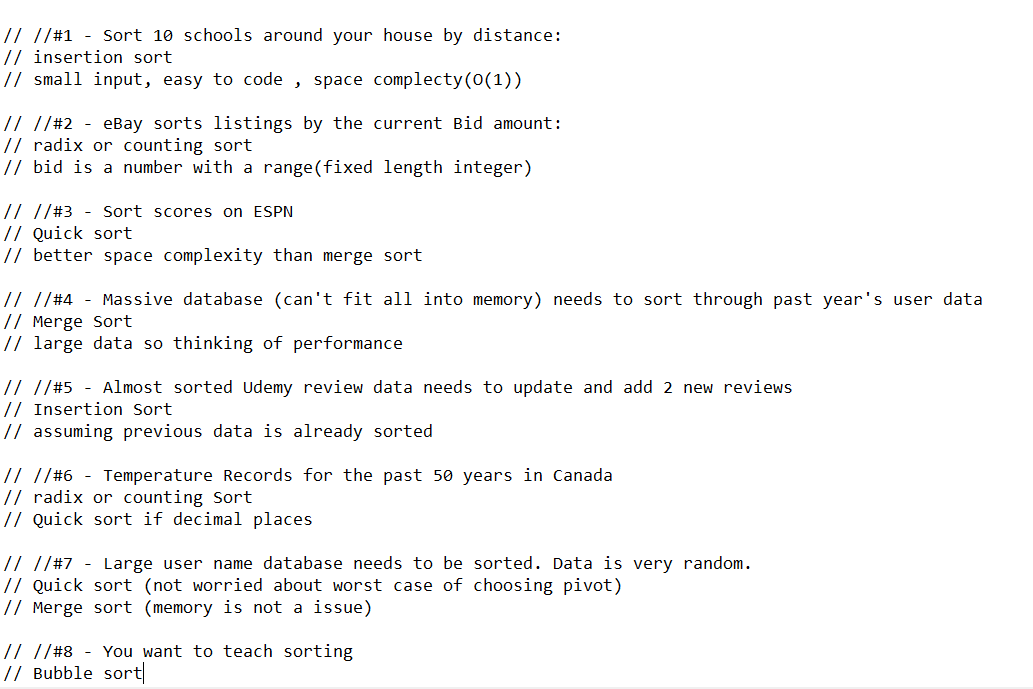 // //#1 - Sort 10 schools around your house by distance:
// insertion sort
// small input, easy to code , space complecty(O(1))
// //#2 - eBay sorts listings by the current Bid amount:
// radix or counting sort
// bid is a number with a range(fixed length integer)
// //#3 - Sort scores on ESPN
// Quick sort
// better space complexity than merge sort
// //#4 - Massive database (can't fit all into memory) needs to sort through past year's user data
// Merge Sort
// large data so thinking of performance
// //#5 - Almost sorted Udemy review data needs to update and add 2 new reviews
// Insertion Sort
// assuming previous data is already sorted
// //#6 - Temperature Records for the past 50 years in Canada
// radix or counting Sort
// Quick sort if decimal places
// //#7 - Large user name database needs to be sorted. Data is very random.
// Quick sort (not worried about worst case of choosing pivot)
// Merge sort (memory is not a issue)
// //#8 - You want to teach sorting
// Bubble sort